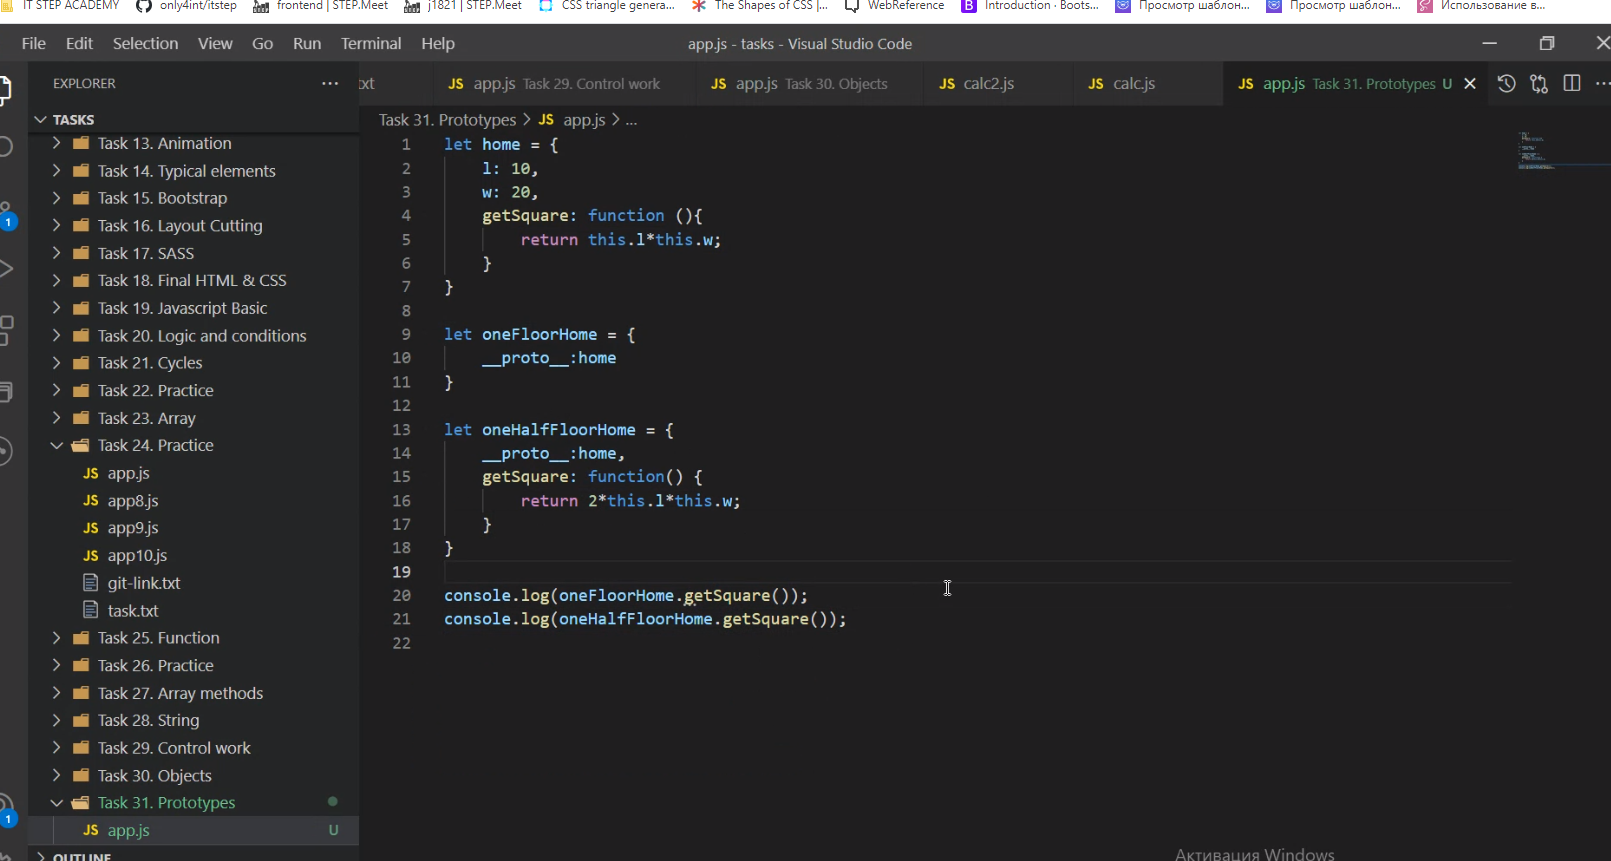 IT STEP ACADEMY only4int/itstep frontend | STEP.Meet j1821 | STEP.Meet CSS triangle genera... The Shapes of CSS |... WebReference B Introduction · Boots... Просмотр шаблон... Просмотр шаблон... Использование в...
File Edit Selection View Go Run Terminal Help app.js - tasks - Visual Studio Code
EXPLORER ··· xt JS app.js Task 29. Control work JS app.js Task 30. Objects JS calc2.js JS calc.js JS app.js Task 31. Prototypes U
TASKS
Task 13. Animation
Task 14. Typical elements
Task 15. Bootstrap
Task 16. Layout Cutting
Task 17. SASS
Task 18. Final HTML & CSS
Task 19. Javascript Basic
Task 20. Logic and conditions
Task 21. Cycles
Task 22. Practice
Task 23. Array
Task 24. Practice
JS app.js
JS app8.js
JS app9.js
JS app10.js
git-link.txt
task.txt
Task 25. Function
Task 26. Practice
Task 27. Array methods
Task 28. String
Task 29. Control work
Task 30. Objects
Task 31. Prototypes
JS app.js U
OUTLINE
1
1
Task 31. Prototypes > JS app.js > ...
1 let home = {
2 l: 10,
3 w: 20,
4 getSquare: function (){
5 return this.l*this.w;
6 }
7 }
8
9 let oneFloorHome = {
10 __proto__:home
11 }
12
13 let oneHalfFloorHome = {
14 __proto__:home,
15 getSquare: function() {
16 return 2*this.l*this.w;
17 }
18 }
19
20 console.log(oneFloorHome.getSquare());
21 console.log(oneHalfFloorHome.getSquare());
22
Активация Windows